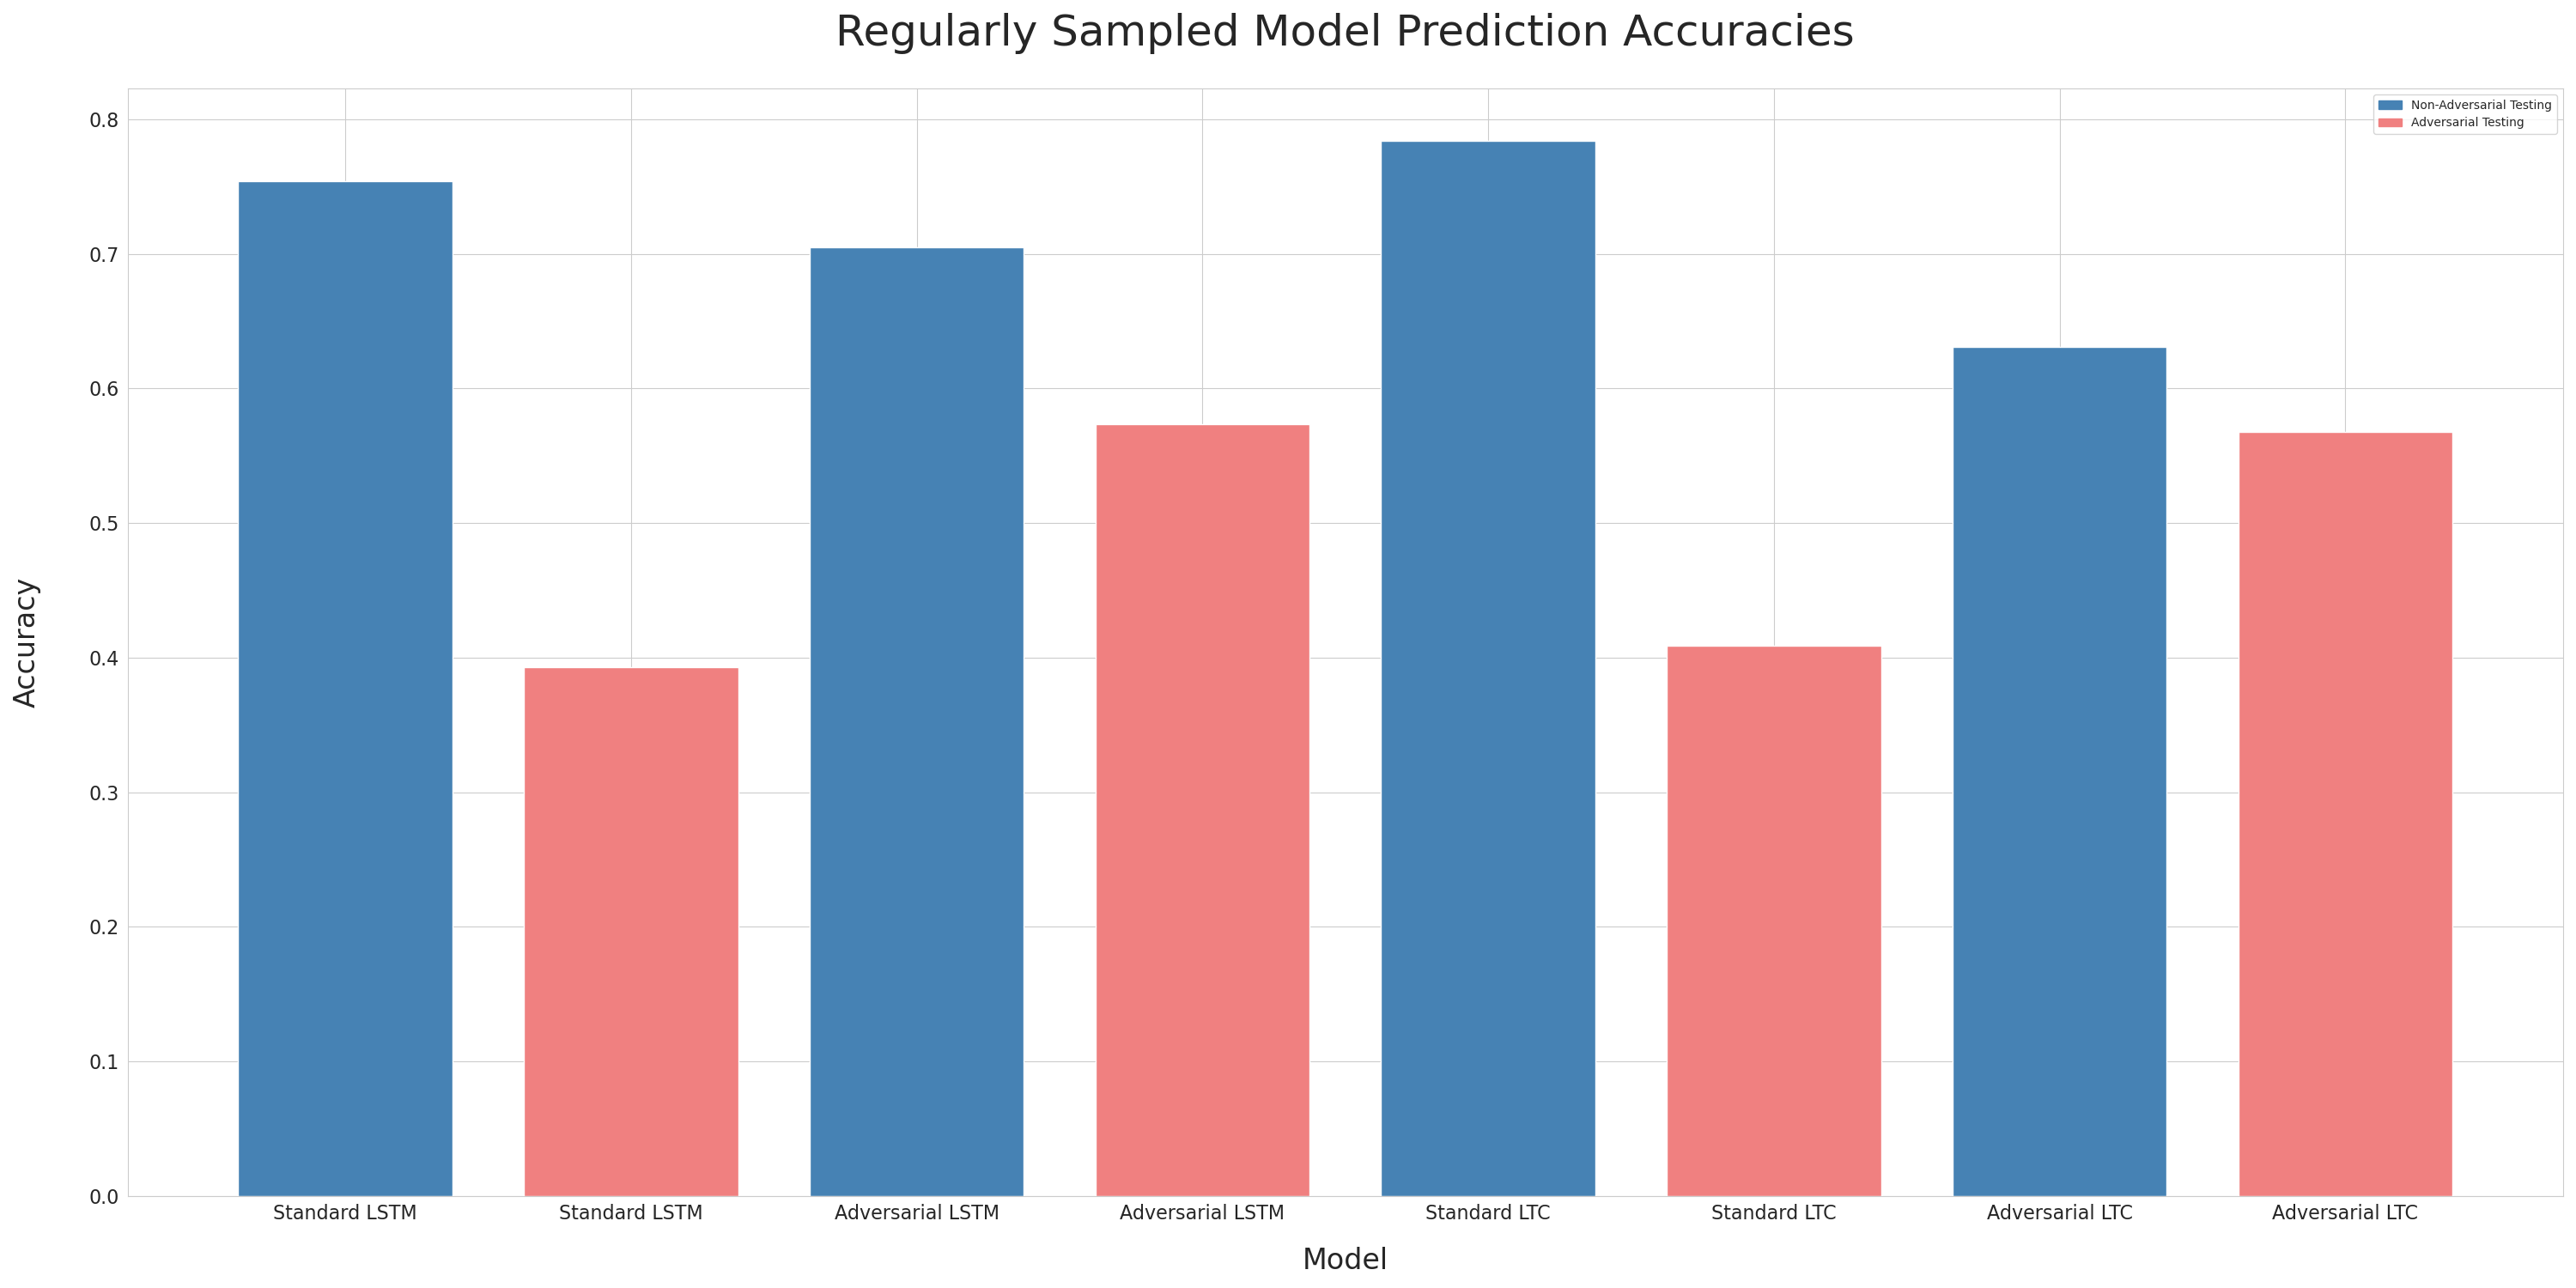 Regularly Sampled Model Prediction Accuracies
Non-Adversarial Testing
Adversarial Testing
0.8
0.7
0.6
0.5
0.4
0.3
0.2
0.1
0.0
Accuracy
Standard LSTM
Standard LSTM
Adversarial LSTM
Adversarial LSTM
Standard LTC
Standard LTC
Adversarial LTC
Adversarial LTC
Model